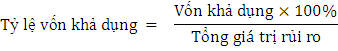 Tỷ lệ vốn khả dụng = Vốn khả dụng × 100%
Tổng giá trị rủi ro